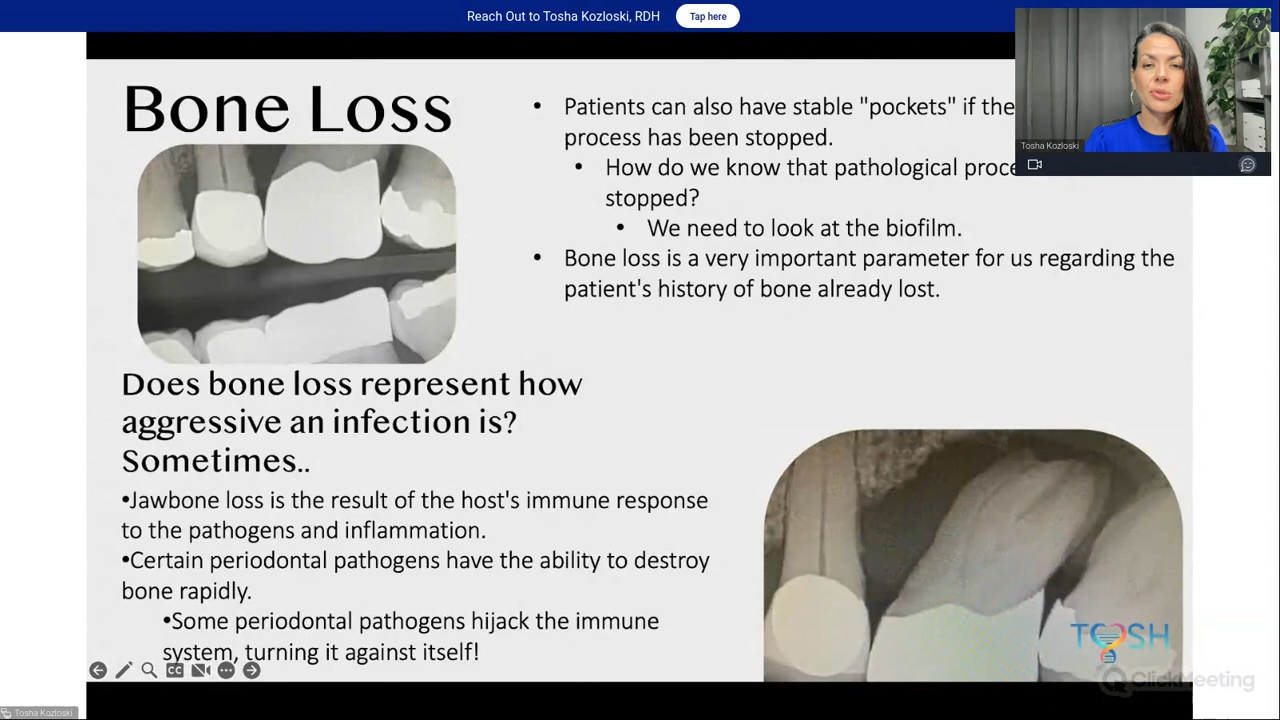 Reach Out to Tosha Kozloski, RDH
Tap here
Bone Loss
• Patients can also have stable "pockets" if the
process has been stopped.
• How do we know that pathological proce
stopped?
• We need to look at the biofilm.
• Bone loss is a very important parameter for us regarding the
patient's history of bone already lost.
Tosha Kozloski
Does bone loss represent how
aggressive an infection is?
Sometimes..
•Jawbone loss is the result of the host's immune response
to the pathogens and inflammation.
•Certain periodontal pathogens have the ability to destroy
bone rapidly.
•Some periodontal pathogens hijack the immune
system, turning it against itself!
CC
TOSH
ClickMeeting
Tosha Kozloski